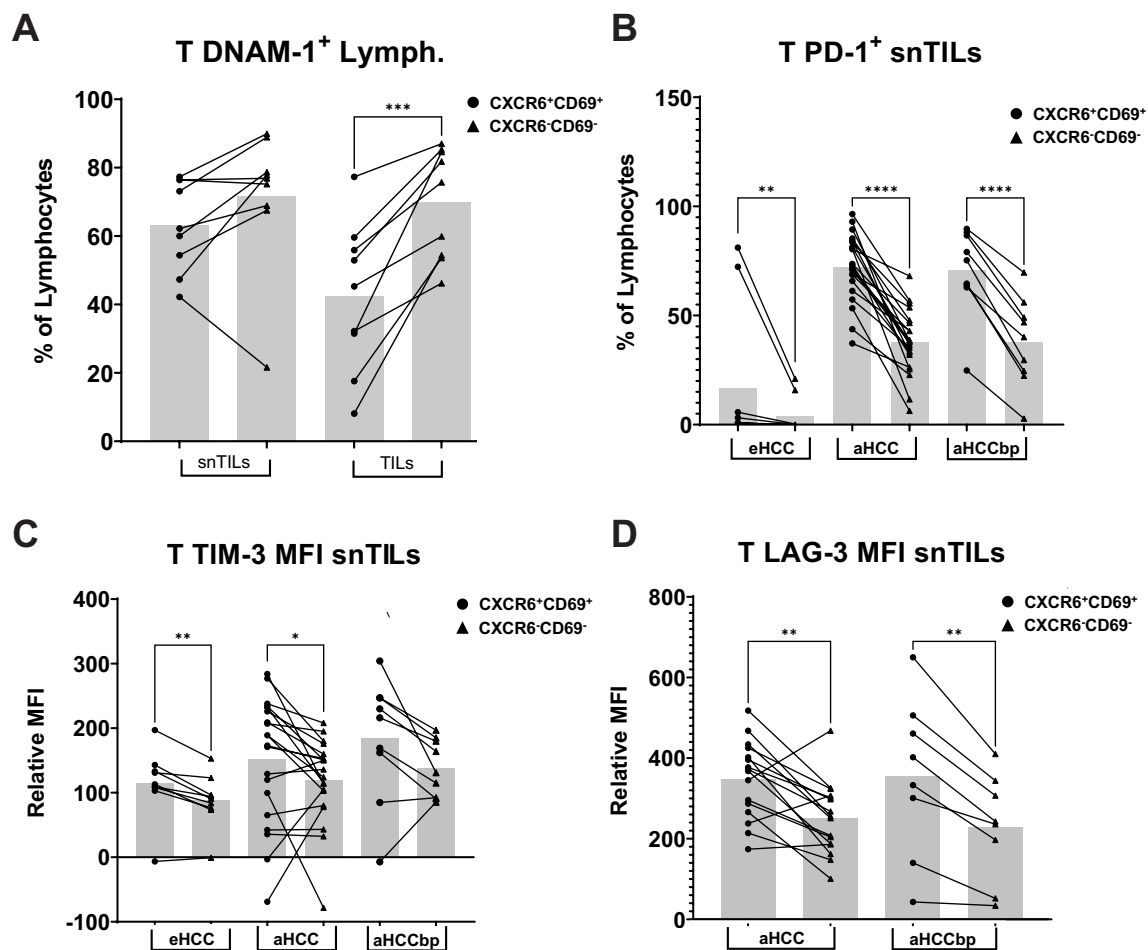 A
T DNAM-1⁺ Lymph.
% of Lymphocytes
100
80
60
40
20
0
***
CXCR6⁺CD69⁺
CXCR6⁻CD69⁻
snTILs
TILs
B
T PD-1⁺ snTILs
% of Lymphocytes
150
100
50
0
**
****
****
CXCR6⁺CD69⁺
CXCR6⁻CD69⁻
eHCC
aHCC
aHCCbp
C
T TIM-3 MFI snTILs
Relative MFI
400
300
200
100
0
-100
**
*
CXCR6⁺CD69⁺
CXCR6⁻CD69⁻
eHCC
aHCC
aHCCbp
D
T LAG-3 MFI snTILs
Relative MFI
800
600
400
200
0
**
**
CXCR6⁺CD69⁺
CXCR6⁻CD69⁻
aHCC
aHCCbp